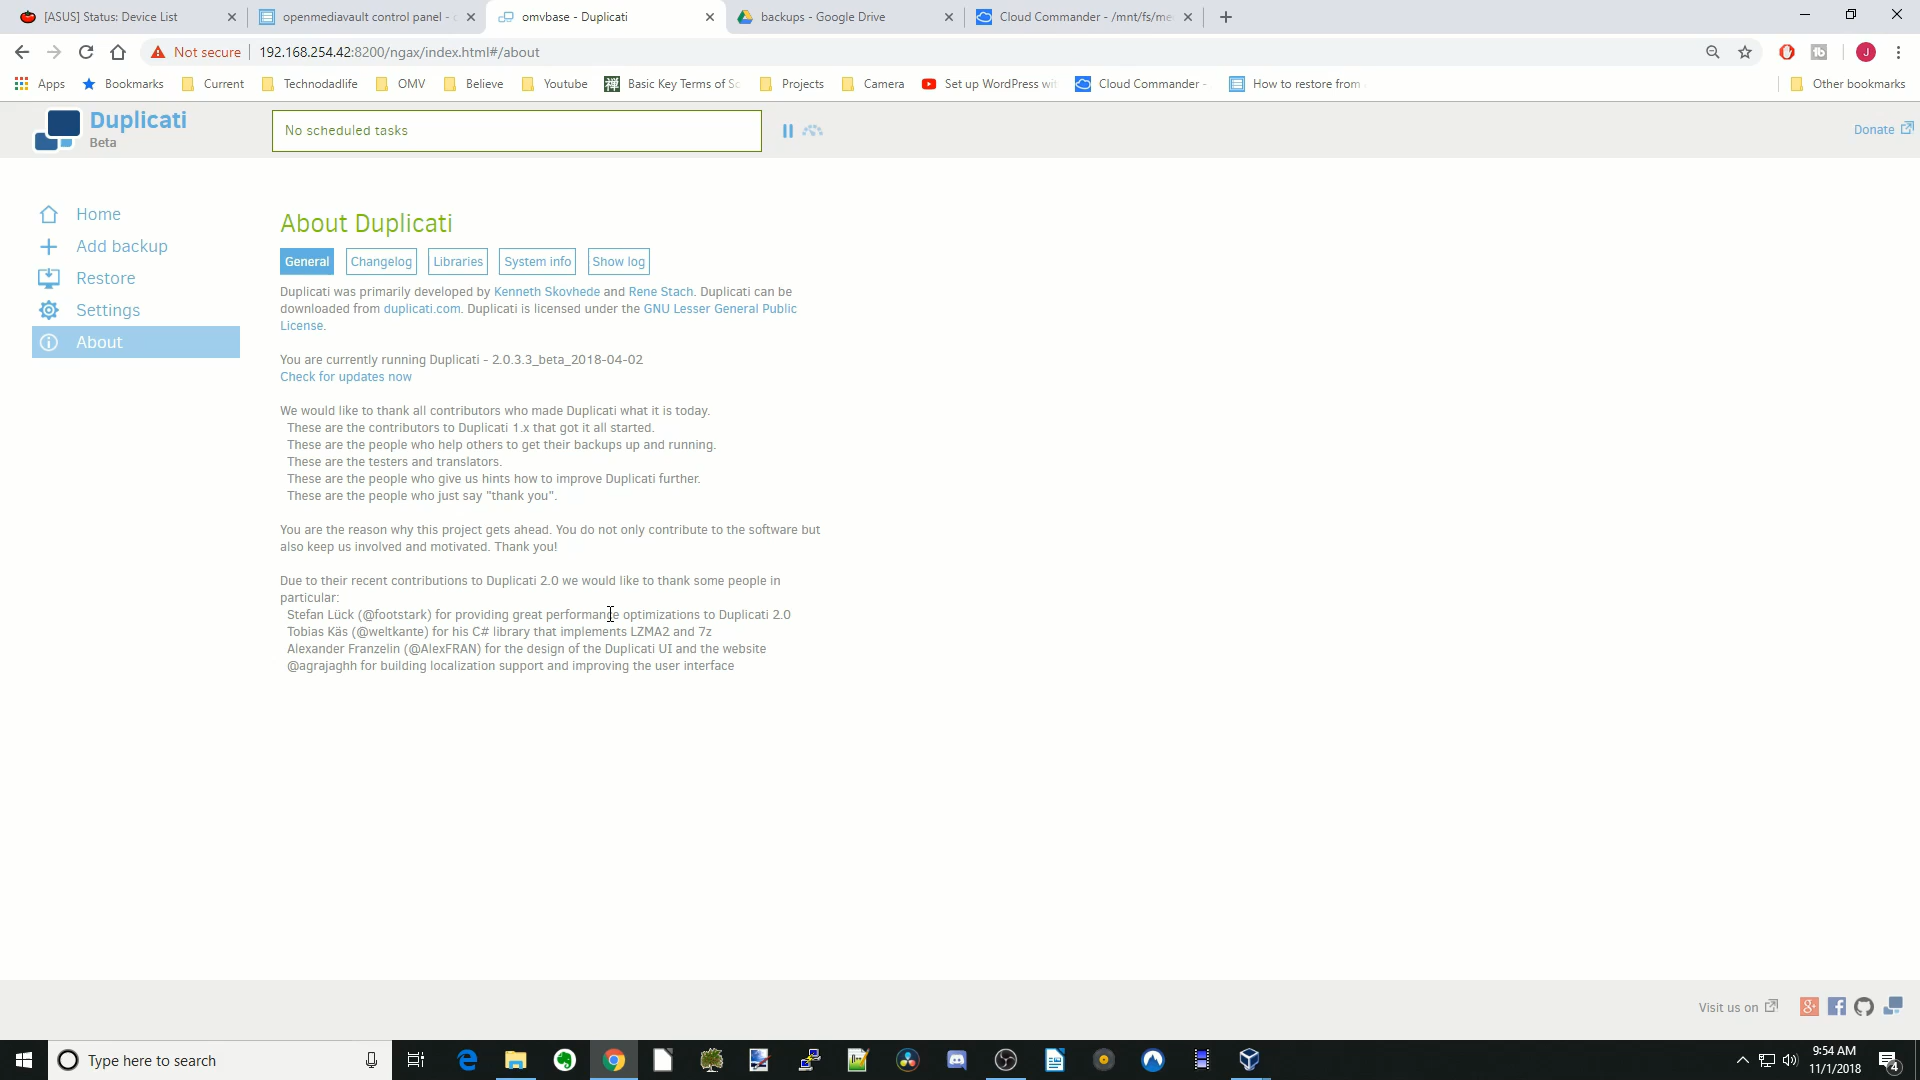 [ASUS] Status: Device List
openmediavault control panel -
omvbase - Duplicati
backups - Google Drive
Cloud Commander - /mnt/fs/me
Not secure
192.168.254.42:8200/ngax/index.html#/about
J
Apps
Bookmarks
Current
Technodadlife
OMV
Believe
Youtube
Basic Key Terms of Sc
Projects
Camera
Set up WordPress wit
Cloud Commander -
How to restore from
Other bookmarks
Duplicati
Beta
No scheduled tasks
Donate
Home
Add backup
Restore
Settings
About
About Duplicati
General
Changelog
Libraries
System info
Show log
Duplicati was primarily developed by Kenneth Skovhede and Rene Stach. Duplicati can be
downloaded from duplicati.com. Duplicati is licensed under the GNU Lesser General Public
License.
You are currently running Duplicati - 2.0.3.3_beta_2018-04-02
Check for updates now
We would like to thank all contributors who made Duplicati what it is today.
These are the contributors to Duplicati 1.x that got it all started.
These are the people who help others to get their backups up and running.
These are the testers and translators.
These are the people who give us hints how to improve Duplicati further.
These are the people who just say "thank you".
You are the reason why this project gets ahead. You do not only contribute to the software but
also keep us involved and motivated. Thank you!
Due to their recent contributions to Duplicati 2.0 we would like to thank some people in
particular:
Stefan Lück (@footstark) for providing great performance optimizations to Duplicati 2.0
Tobias Käs (@weltkante) for his C# library that implements LZMA2 and 7z
Alexander Franzelin (@AlexFRAN) for the design of the Duplicati UI and the website
@agrajaghh for building localization support and improving the user interface
Visit us on
Type here to search
9:54 AM
11/1/2018
4